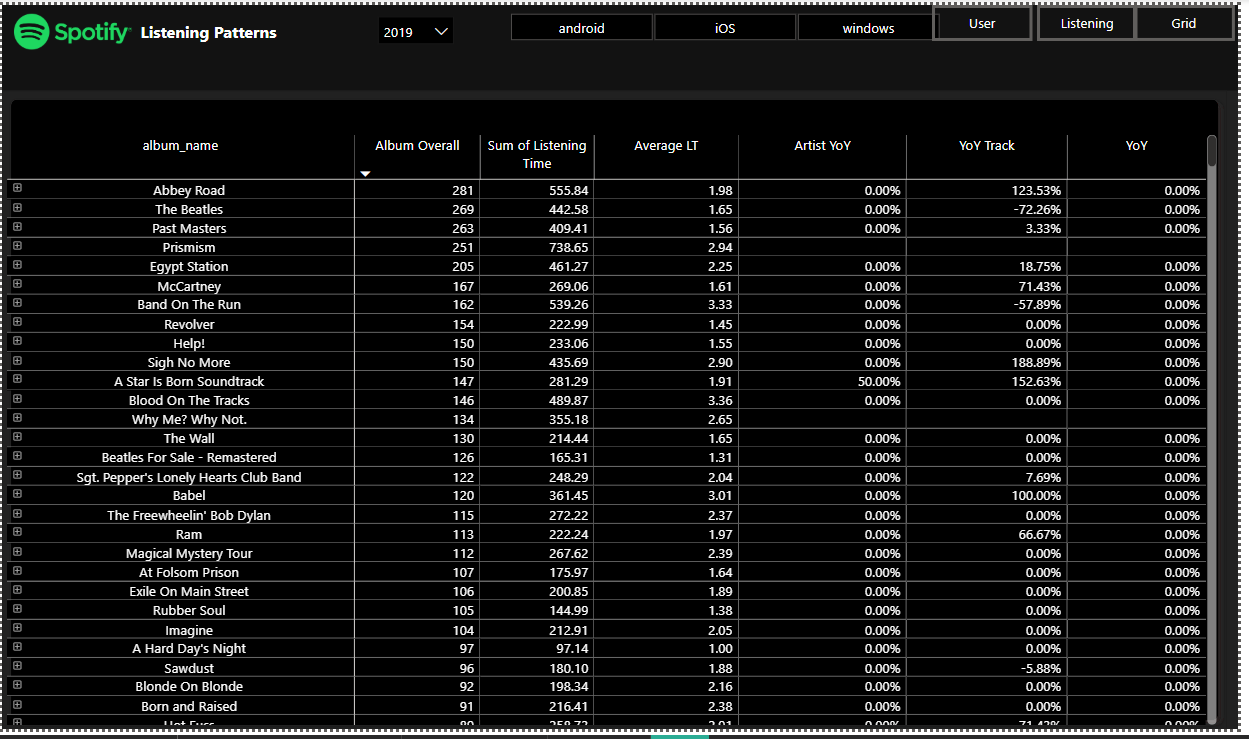 Spotify Listening Patterns 2019 android iOS windows User Listening Grid
album_name Album Overall Sum of Listening Time Average LT Artist YoY YoY Track YoY
Abbey Road 281 555.84 1.98 0.00% 123.53% 0.00%
The Beatles 269 442.58 1.65 0.00% -72.26% 0.00%
Past Masters 263 409.41 1.56 0.00% 3.33% 0.00%
Prismism 251 738.65 2.94
Egypt Station 205 461.27 2.25 0.00% 18.75% 0.00%
McCartney 167 269.06 1.61 0.00% 71.43% 0.00%
Band On The Run 162 539.26 3.33 0.00% -57.89% 0.00%
Revolver 154 222.99 1.45 0.00% 0.00% 0.00%
Help! 150 233.06 1.55 0.00% 0.00% 0.00%
Sigh No More 150 435.69 2.90 0.00% 188.89% 0.00%
A Star Is Born Soundtrack 147 281.29 1.91 50.00% 152.63% 0.00%
Blood On The Tracks 146 489.87 3.36 0.00% 0.00% 0.00%
Why Me? Why Not. 134 355.18 2.65
The Wall 130 214.44 1.65 0.00% 0.00% 0.00%
Beatles For Sale - Remastered 126 165.31 1.31 0.00% 0.00% 0.00%
Sgt. Pepper's Lonely Hearts Club Band 122 248.29 2.04 0.00% 7.69% 0.00%
Babel 120 361.45 3.01 0.00% 100.00% 0.00%
The Freewheelin' Bob Dylan 115 272.22 2.37 0.00% 0.00% 0.00%
Ram 113 222.24 1.97 0.00% 66.67% 0.00%
Magical Mystery Tour 112 267.62 2.39 0.00% 0.00% 0.00%
At Folsom Prison 107 175.97 1.64 0.00% 0.00% 0.00%
Exile On Main Street 106 200.85 1.89 0.00% 0.00% 0.00%
Rubber Soul 105 144.99 1.38 0.00% 0.00% 0.00%
Imagine 104 212.91 2.05 0.00% 0.00% 0.00%
A Hard Day's Night 97 97.14 1.00 0.00% 0.00% 0.00%
Sawdust 96 180.10 1.88 0.00% -5.88% 0.00%
Blonde On Blonde 92 198.34 2.16 0.00% 0.00% 0.00%
Born and Raised 91 216.41 2.38 0.00% 0.00% 0.00%